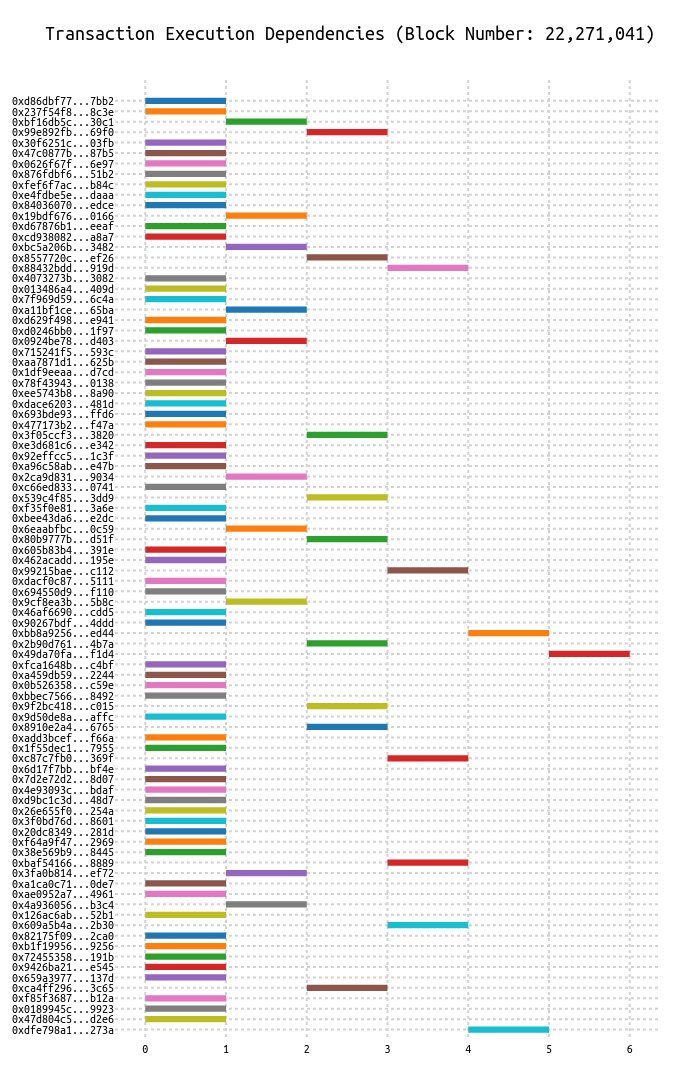 Transaction Execution Dependencies (Block Number: 22,271,041)
0xd86dbf77...7bb2
0x237f54f8...8c3e
0xbf16db5c...30c1
0x99e892fb...69f0
0x30f6251c...03fb
0x47c0877b...87b5
0x0626f67f...6e97
0x876fdbf6...51b2
0xfef6f7ac...b84c
0xe4fdbe5e...daaa
0x84036070...edce
0x19bdf676...0166
0xd67876b1...eeaf
0xcd938082...a8a7
0xbc5a206b...3482
0x8557720c...ef26
0x88432bdd...919d
0x4073273b...3082
0x013486a4...409d
0x7f969d59...6c4a
0xa11bf1ce...65ba
0xd629f498...e941
0xd0246bb0...1f97
0x0924be78...d403
0x715241f5...593c
0xaa7871d1...625b
0x1df9eeaa...d7cd
0x78f43943...0138
0xee5743b8...8a90
0xdace6203...481d
0x693bde93...ffd6
0x477173b2...f47a
0x3f05ccf3...3820
0xe3d681c6...e342
0x92effcc5...1c3f
0xa96c58ab...e47b
0x2ca9d831...9034
0xc66ed833...0741
0x539c4f85...3dd9
0xf35f0e81...3a6e
0xbee43da6...e2dc
0x6eaabfbc...0c59
0x80b9777b...d51f
0x605b83b4...391e
0x462acadd...195e
0x99215bae...c112
0xdacf0c87...5111
0x694550d9...f110
0x9cf8ea3b...5b8c
0x46af6690...cdd5
0x90267bdf...4ddd
0xbb8a9256...ed44
0x2b90d761...4b7a
0x49da70fa...f1d4
0xfca1648b...c4bf
0xa459db59...2244
0x0b526358...c59e
0xbbec7566...8492
0x9f2bc418...c015
0x9d50de8a...affc
0x8910e2a4...6765
0xadd3bcef...f66a
0x1f55dec1...7955
0xc87c7fb0...369f
0x6d17f7bb...bf4e
0x7d2e72d2...8d07
0x4e93093c...bdaf
0xd9bc1c3d...48d7
0x26e655f0...254a
0x3f0bd76d...8601
0x20dc8349...281d
0xf64a9f47...2969
0x38e569b9...8445
0xbaf54166...8889
0x3fa0b814...ef72
0xa1ca0c71...0de7
0xae0952a7...4961
0x4a936056...b3c4
0x126ac6ab...52b1
0x609a5b4a...2b30
0x82175f09...2ca0
0xb1f19956...9256
0x72455358...191b
0x9426ba21...e545
0x659a3977...137d
0xca4ff296...3c65
0xf85f3687...b12a
0x0189945c...9923
0x47d804c5...d2e6
0xdfe798a1...273a
0 1 2 3 4 5 6